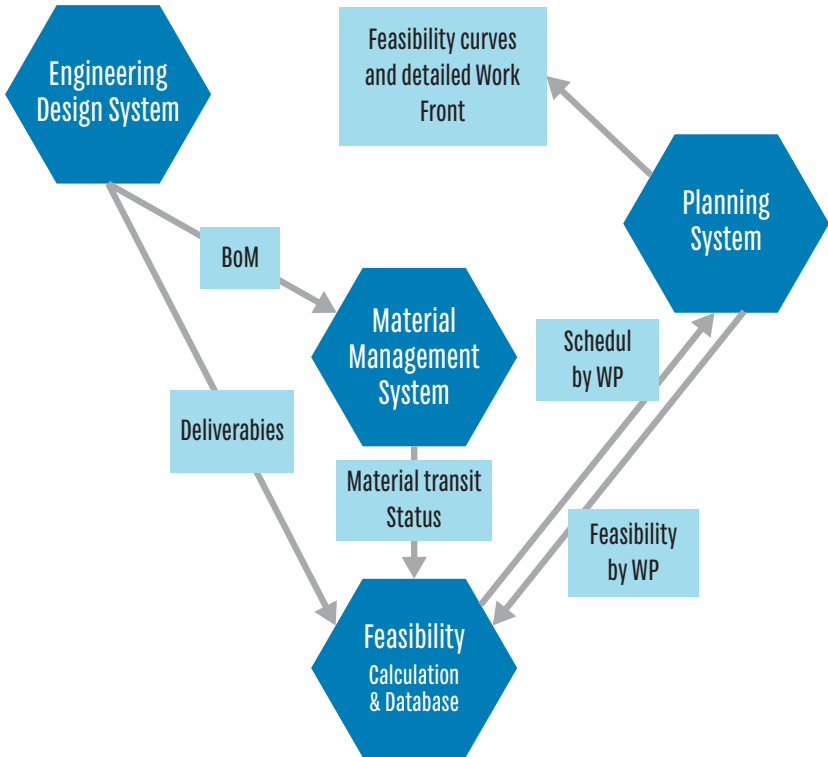 Engineering
Design System
Feasibility curves
and detailed Work
Front
Planning
System
BoM
Material
Management
System
Schedul
by WP
Deliverabies
Material transit
Status
Feasibility
by WP
Feasibility
Calculation
& Database